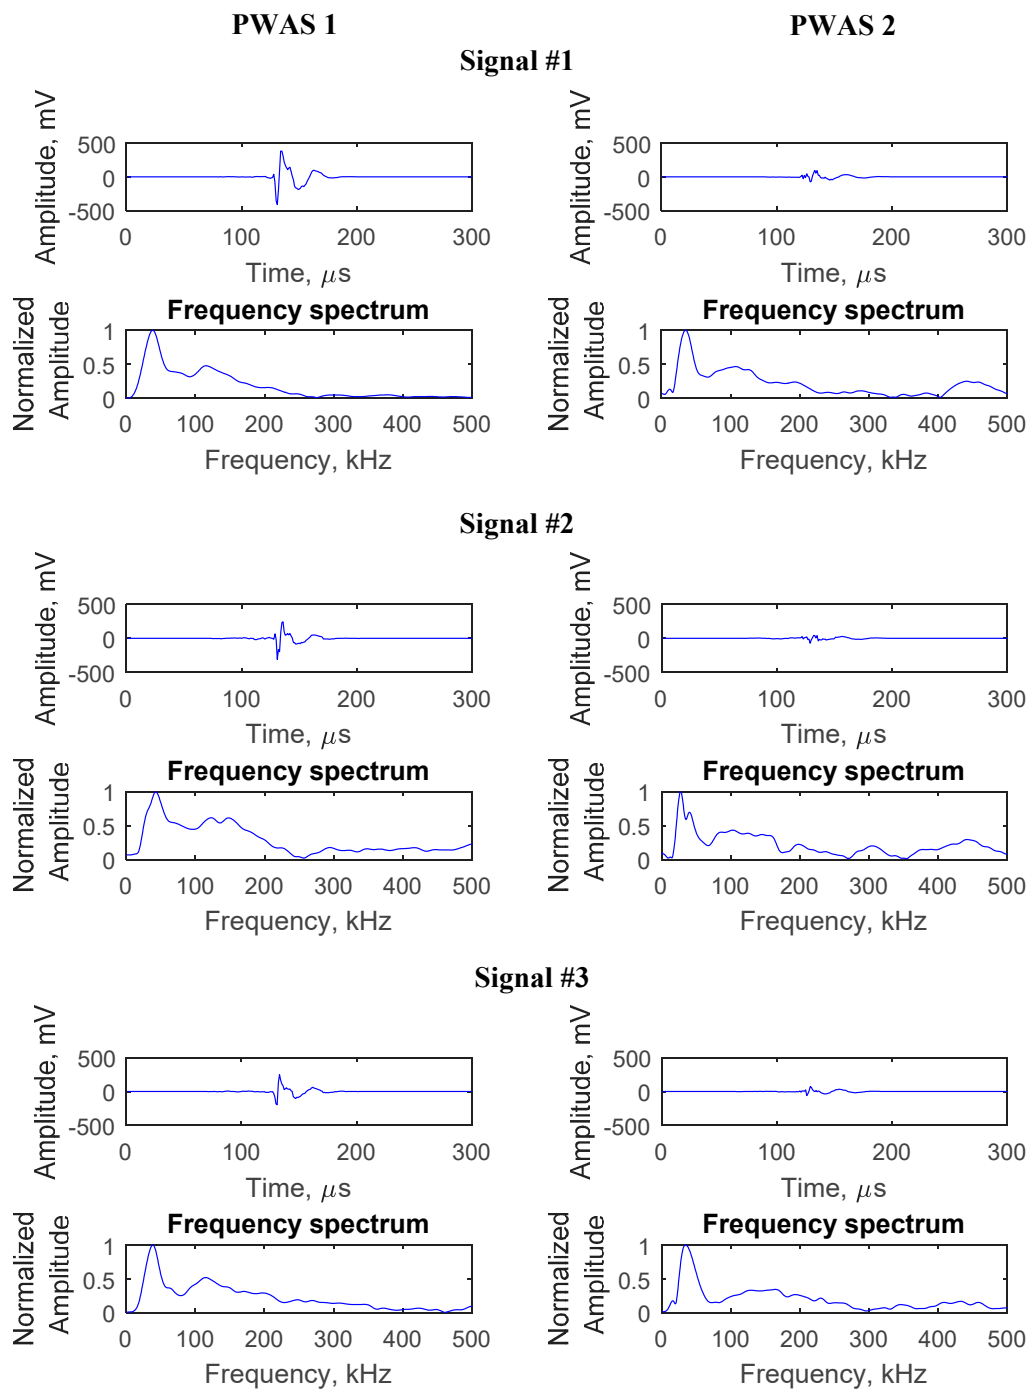 PWAS 1 PWAS 2
Signal #1
Amplitude, mV
500
0
-500
0 100 200 300
Time, μs
Amplitude, mV
500
0
-500
0 100 200 300
Time, μs
Frequency spectrum
Normalized
Amplitude
1
0.5
0
0 100 200 300 400 500
Frequency, kHz
Frequency spectrum
Normalized
Amplitude
1
0.5
0
0 100 200 300 400 500
Frequency, kHz
Signal #2
Amplitude, mV
500
0
-500
0 100 200 300
Time, μs
Amplitude, mV
500
0
-500
0 100 200 300
Time, μs
Frequency spectrum
Normalized
Amplitude
1
0.5
0
0 100 200 300 400 500
Frequency, kHz
Frequency spectrum
Normalized
Amplitude
1
0.5
0
0 100 200 300 400 500
Frequency, kHz
Signal #3
Amplitude, mV
500
0
-500
0 100 200 300
Time, μs
Amplitude, mV
500
0
-500
0 100 200 300
Time, μs
Frequency spectrum
Normalized
Amplitude
1
0.5
0
0 100 200 300 400 500
Frequency, kHz
Frequency spectrum
Normalized
Amplitude
1
0.5
0
0 100 200 300 400 500
Frequency, kHz